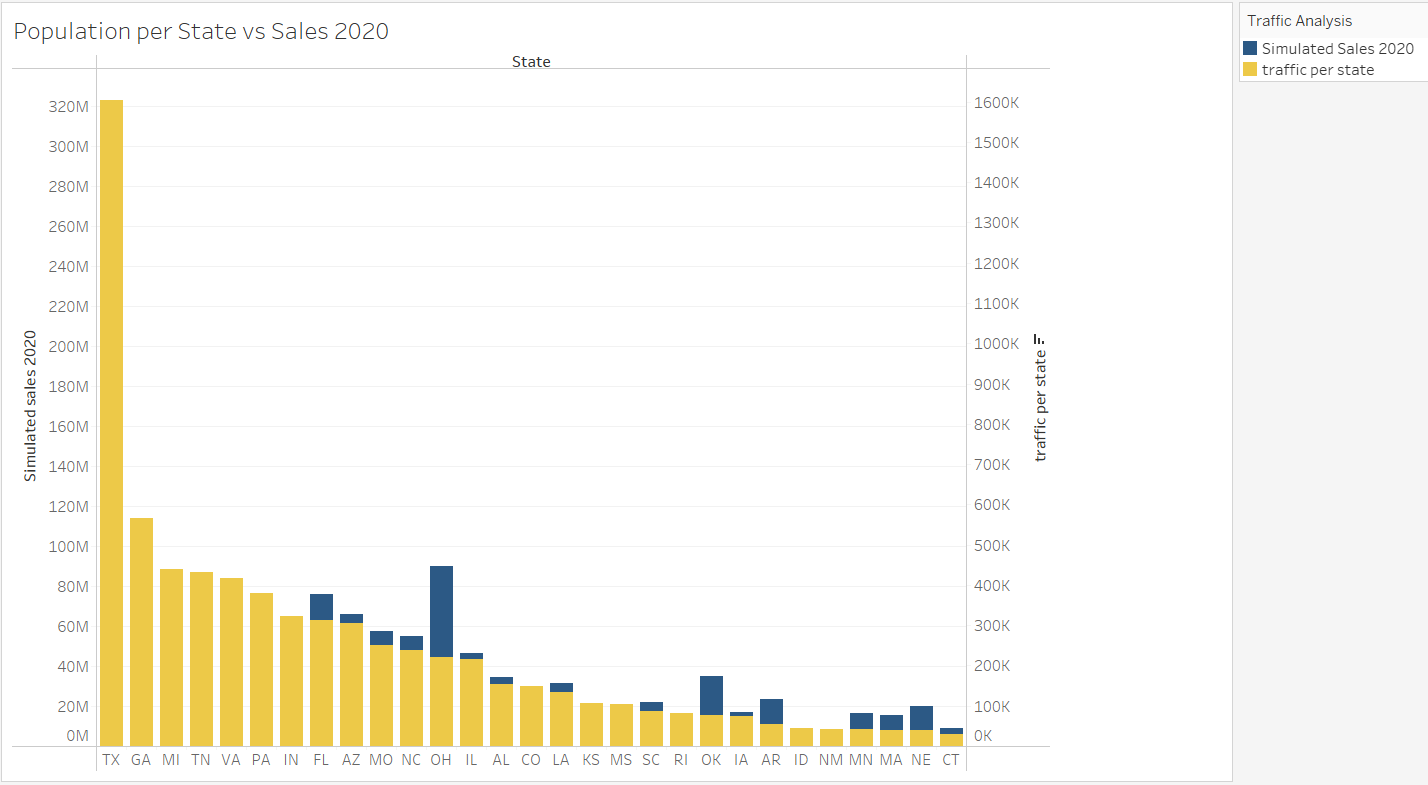 Population per State vs Sales 2020
Traffic Analysis
Simulated Sales 2020
traffic per state
State
Simulated sales 2020
320M
300M
280M
260M
240M
220M
200M
180M
160M
140M
120M
100M
80M
60M
40M
20M
0M
1600K
1500K
1400K
1300K
1200K
1100K
1000K
900K
800K
700K
600K
500K
400K
300K
200K
100K
0K
traffic per state
TX GA MI TN VA PA IN FL AZ MO NC OH IL AL CO LA KS MS SC RI OK IA AR ID NM MN MA NE CT